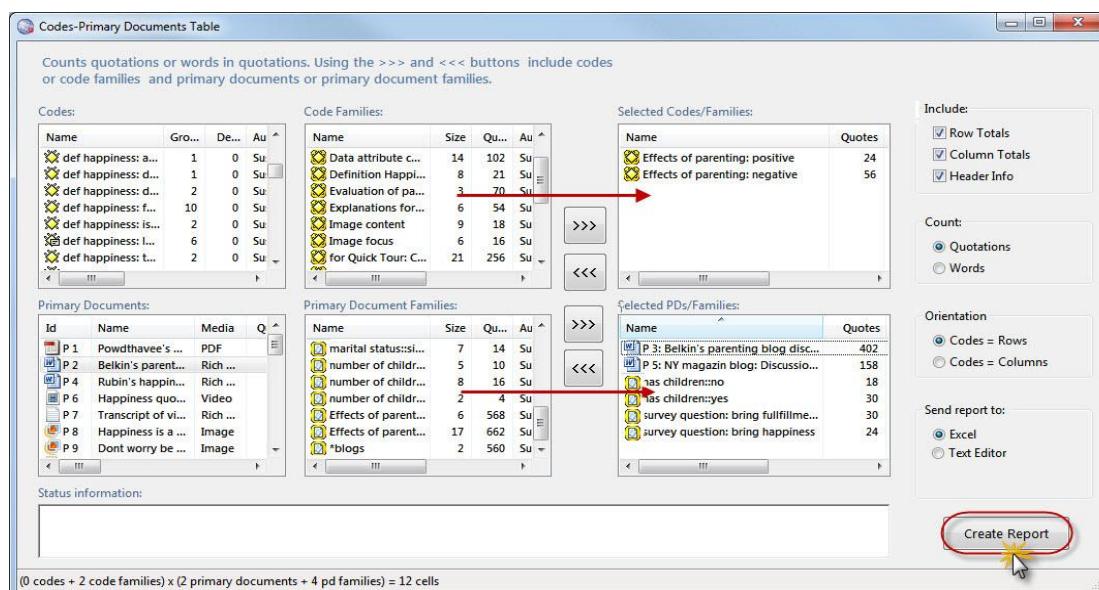 Codes-Primary Documents Table
Counts quotations or words in quotations. Using the >>> and <<< buttons include codes
or code families and primary documents or primary document families.
Codes:
Name Gro... De... Au
def happiness: a... 1 0 Su
def happiness: d... 1 0 Su
def happiness: d... 2 0 Su
def happiness: f... 10 0 Su
def happiness: is... 2 0 Su
def happiness: l... 6 0 Su
def happiness: t... 2 0 Su
Code Families:
Name Size Qu... Au
Data attribute c... 14 102 Su
Definition Happi... 8 21 Su
Evaluation of pa... 3 70 Su
Explanations for... 6 54 Su
Image content 9 18 Su
Image focus 6 16 Su
for Quick Tour: C... 21 256 Su
>>>
<<<
Selected Codes/Families:
Name Quotes
Effects of parenting: positive 24
Effects of parenting: negative 56
Primary Documents:
Id Name Media Q
P 1 Powdthavee's ... PDF
P 2 Belkin's parent... Rich ...
P 4 Rubin's happin... Rich ...
P 6 Happiness quo... Video
P 7 Transcript of vi... Rich ...
P 8 Happiness is a ... Image
P 9 Dont worry be ... Image
Primary Document Families:
Name Size Qu... Au
marital status::si... 7 14 Su
number of childr... 5 10 Su
number of childr... 8 16 Su
number of childr... 2 4 Su
Effects of parent... 6 568 Su
Effects of parent... 17 662 Su
*blogs 2 560 Su
>>>
<<<
Selected PDs/Families:
Name Quotes
P 3: Belkin's parenting blog disc... 402
P 5: NY magazin blog: Discussio... 158
has children::no 18
has children::yes 30
survey question: bring fullfillme... 30
survey question: bring happiness 24
Include:
Row Totals
Column Totals
Header Info
Count:
Quotations
Words
Orientation
Codes = Rows
Codes = Columns
Send report to:
Excel
Text Editor
Create Report
Status information:
(0 codes + 2 code families) x (2 primary documents + 4 pd families) = 12 cells